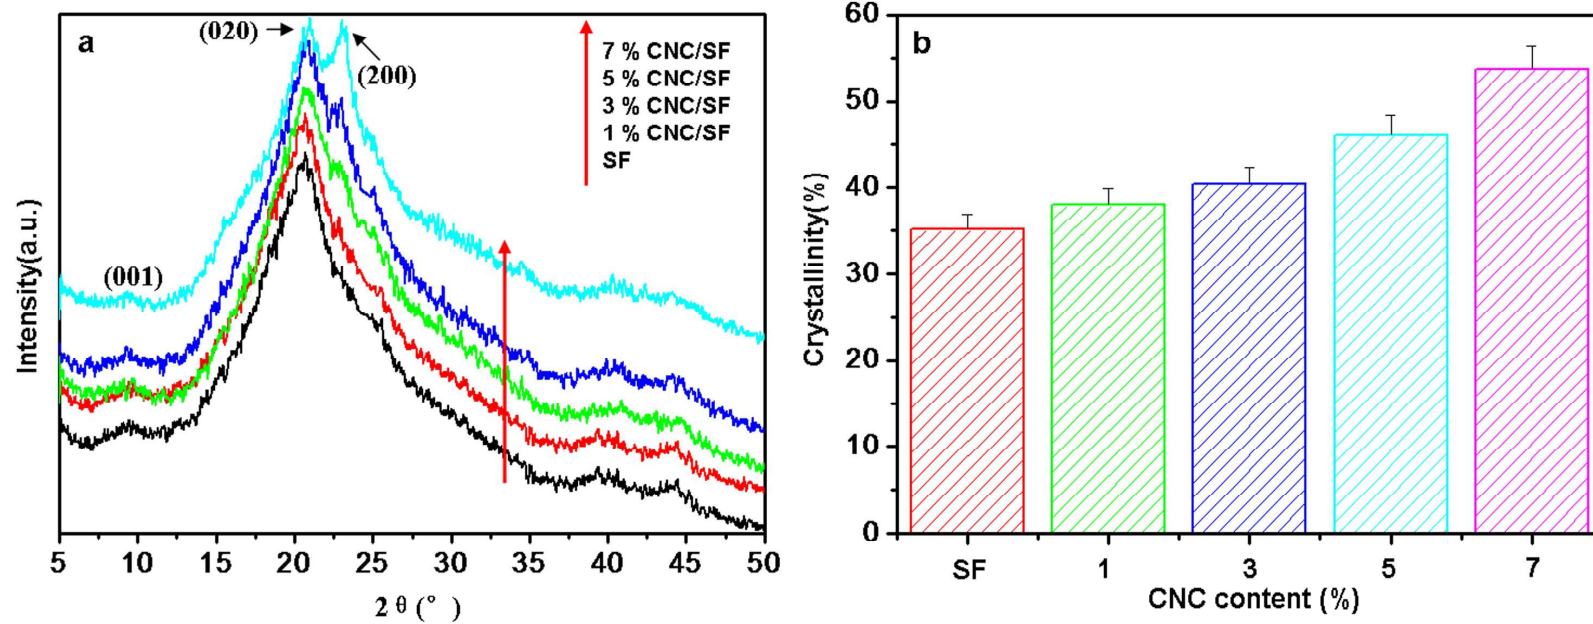 a
(020)
(200)
(001)
7 % CNC/SF
5 % CNC/SF
3 % CNC/SF
1 % CNC/SF
SF
Intensity(a.u.)
5 10 15 20 25 30 35 40 45 50
2 θ (° )
b
Crystallinity(%)
60
50
40
30
20
10
0
SF 1 3 5 7
CNC content (%)